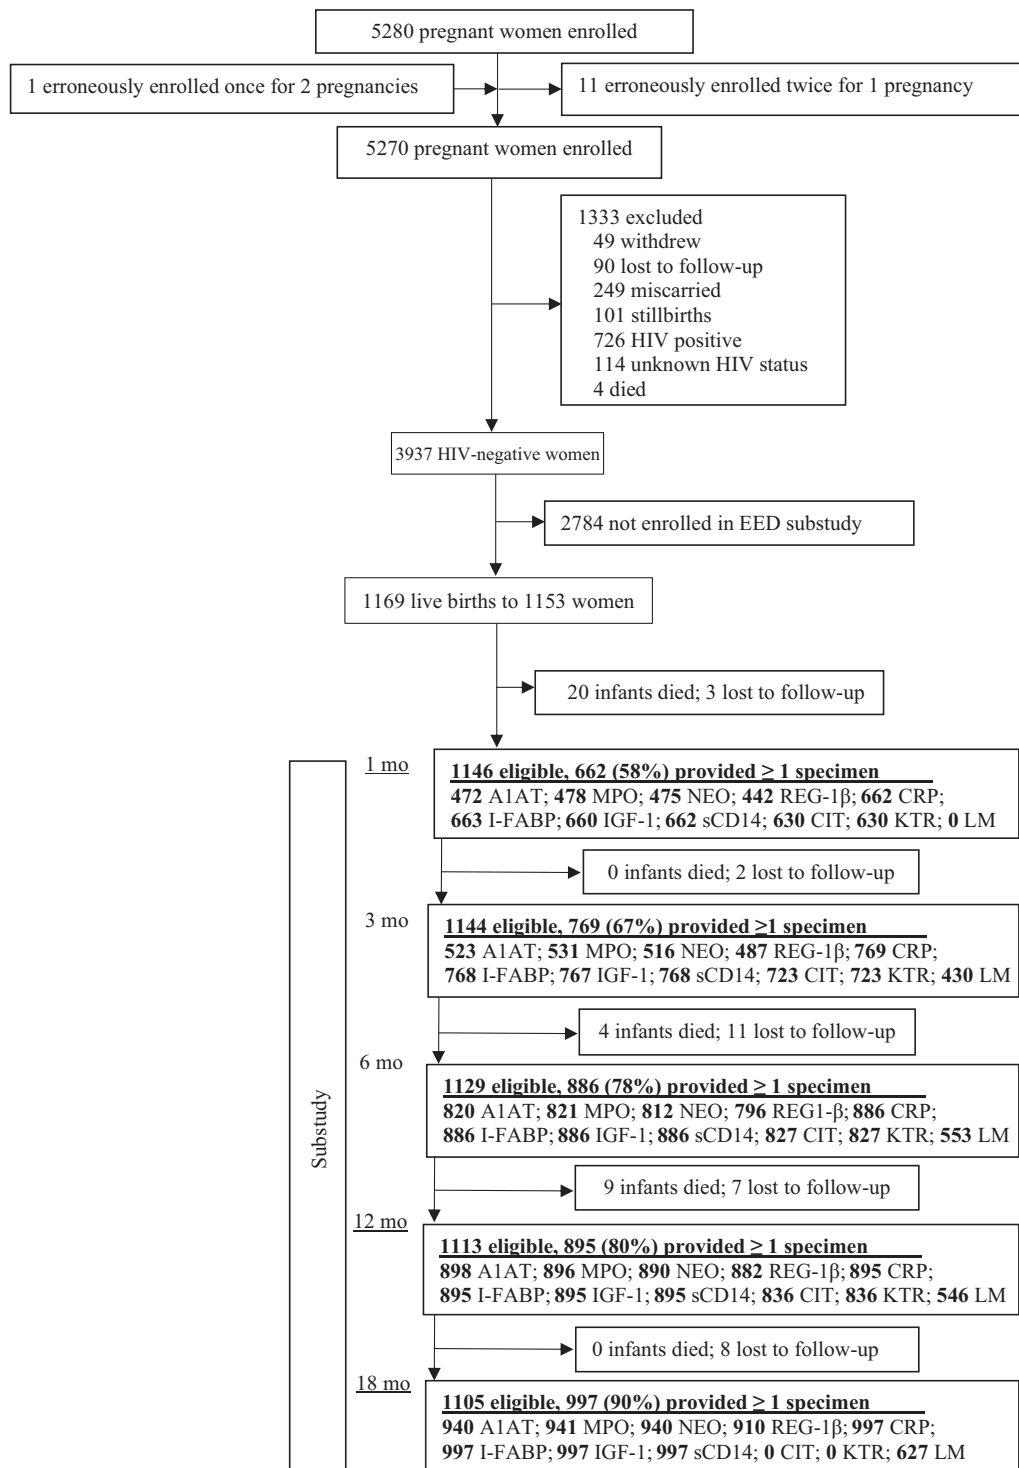 5280 pregnant women enrolled
1 erroneously enrolled once for 2 pregnancies
11 erroneously enrolled twice for 1 pregnancy
5270 pregnant women enrolled
1333 excluded
49 withdrew
90 lost to follow-up
249 miscarried
101 stillbirths
726 HIV positive
114 unknown HIV status
4 died
3937 HIV-negative women
2784 not enrolled in EED substudy
1169 live births to 1153 women
20 infants died; 3 lost to follow-up
Substudy
1 mo
1146 eligible, 662 (58%) provided ≥ 1 specimen
472 A1AT; 478 MPO; 475 NEO; 442 REG-1β; 662 CRP;
663 I-FABP; 660 IGF-1; 662 sCD14; 630 CIT; 630 KTR; 0 LM
0 infants died; 2 lost to follow-up
3 mo
1144 eligible, 769 (67%) provided ≥1 specimen
523 A1AT; 531 MPO; 516 NEO; 487 REG-1β; 769 CRP;
768 I-FABP; 767 IGF-1; 768 sCD14; 723 CIT; 723 KTR; 430 LM
4 infants died; 11 lost to follow-up
6 mo
1129 eligible, 886 (78%) provided ≥ 1 specimen
820 A1AT; 821 MPO; 812 NEO; 796 REG1-β; 886 CRP;
886 I-FABP; 886 IGF-1; 886 sCD14; 827 CIT; 827 KTR; 553 LM
9 infants died; 7 lost to follow-up
12 mo
1113 eligible, 895 (80%) provided ≥ 1 specimen
898 A1AT; 896 MPO; 890 NEO; 882 REG-1β; 895 CRP;
895 I-FABP; 895 IGF-1; 895 sCD14; 836 CIT; 836 KTR; 546 LM
0 infants died; 8 lost to follow-up
18 mo
1105 eligible, 997 (90%) provided ≥ 1 specimen
940 A1AT; 941 MPO; 940 NEO; 910 REG-1β; 997 CRP;
997 I-FABP; 997 IGF-1; 997 sCD14; 0 CIT; 0 KTR; 627 LM